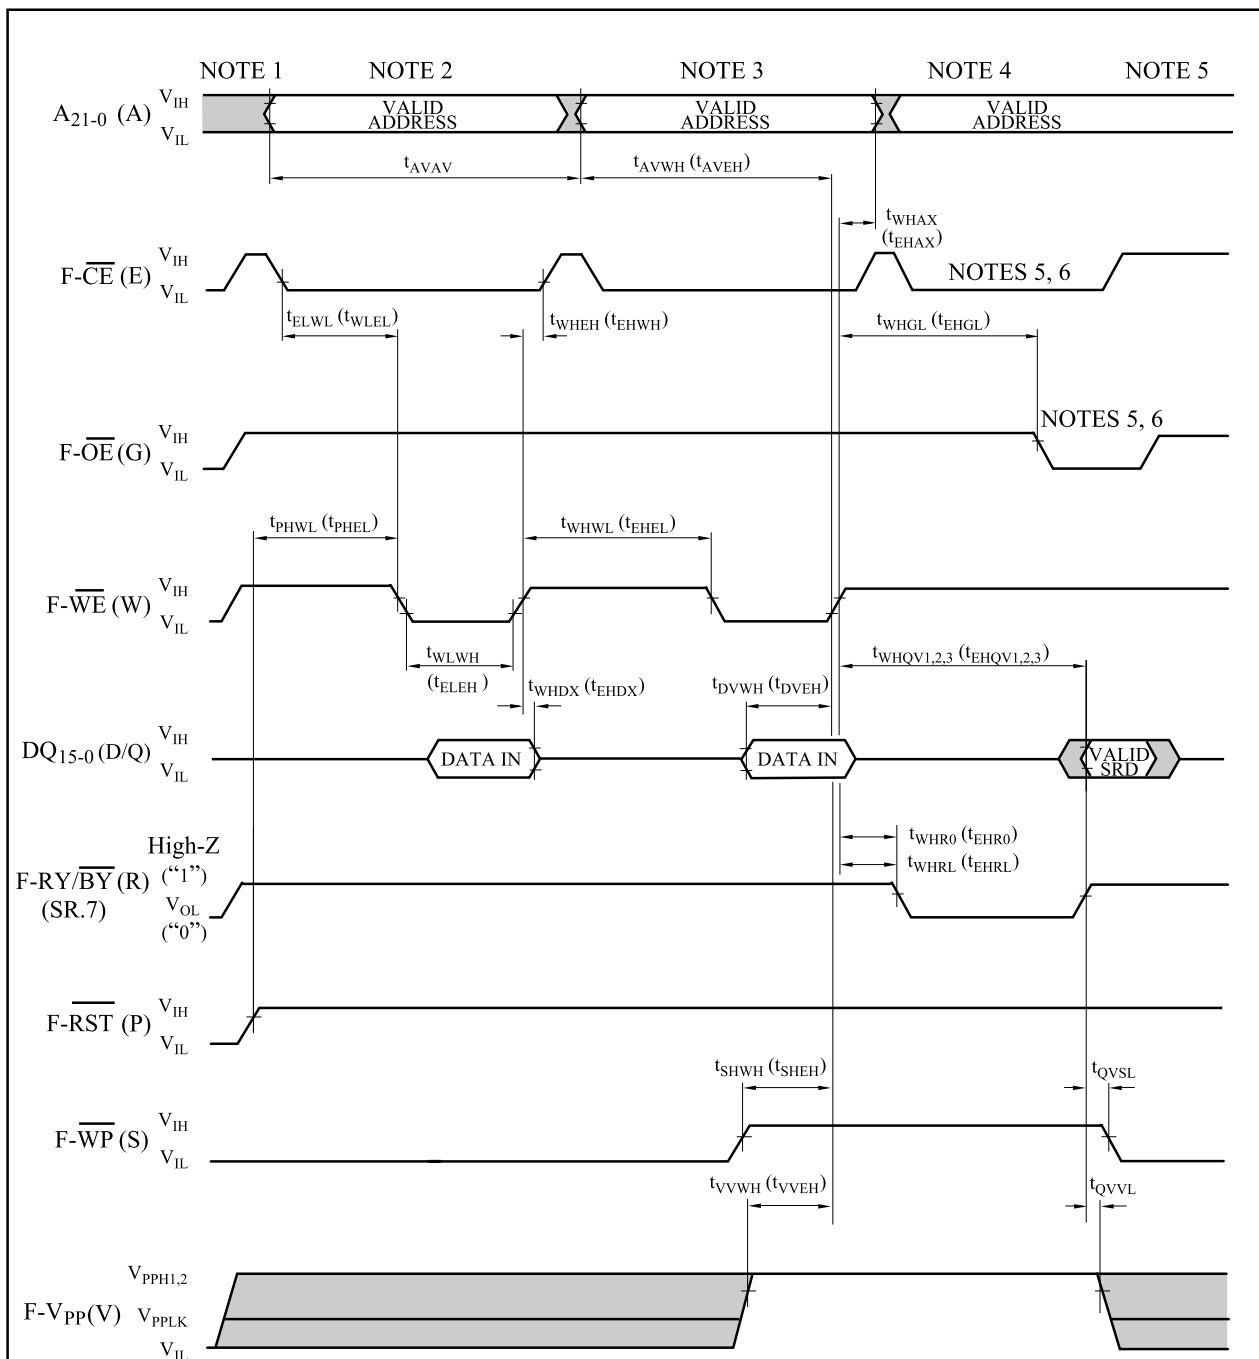 NOTE 1 NOTE 2 NOTE 3 NOTE 4 NOTE 5
A21-0 (A) VIH VIL
VALID ADDRESS VALID ADDRESS VALID ADDRESS
tAVAV tAVWH (tAVEH)
tWHAX
(tEHAX)
F-CE (E) VIH VIL
NOTES 5, 6
tELWL (tWLEL) tWHEH (tEHWH) tWHGL (tEHGL)
NOTES 5, 6
F-OE (G) VIH VIL
tPHWL (tPHEL) tWHWL (tEHEL)
F-WE (W) VIH VIL
tWLWH
(tELEH)
tWHQV1,2,3 (tEHQV1,2,3)
tWHDX (tEHDX) tDVWH (tDVEH)
DQ15-0 (D/Q) VIH VIL
DATA IN DATA IN VALID SRD
High-Z
("1")
F-RY/BY (R)
(SR.7)
VOL
("0")
tWHR0 (tEHR0)
tWHRL (tEHRL)
F-RST (P) VIH VIL
tSHWH (tSHEH) tQVSL
F-WP (S) VIH VIL
tVVWH (tVVEH) tQVVL
VPPH1,2
F-VPP (V) VPPLK
VIL